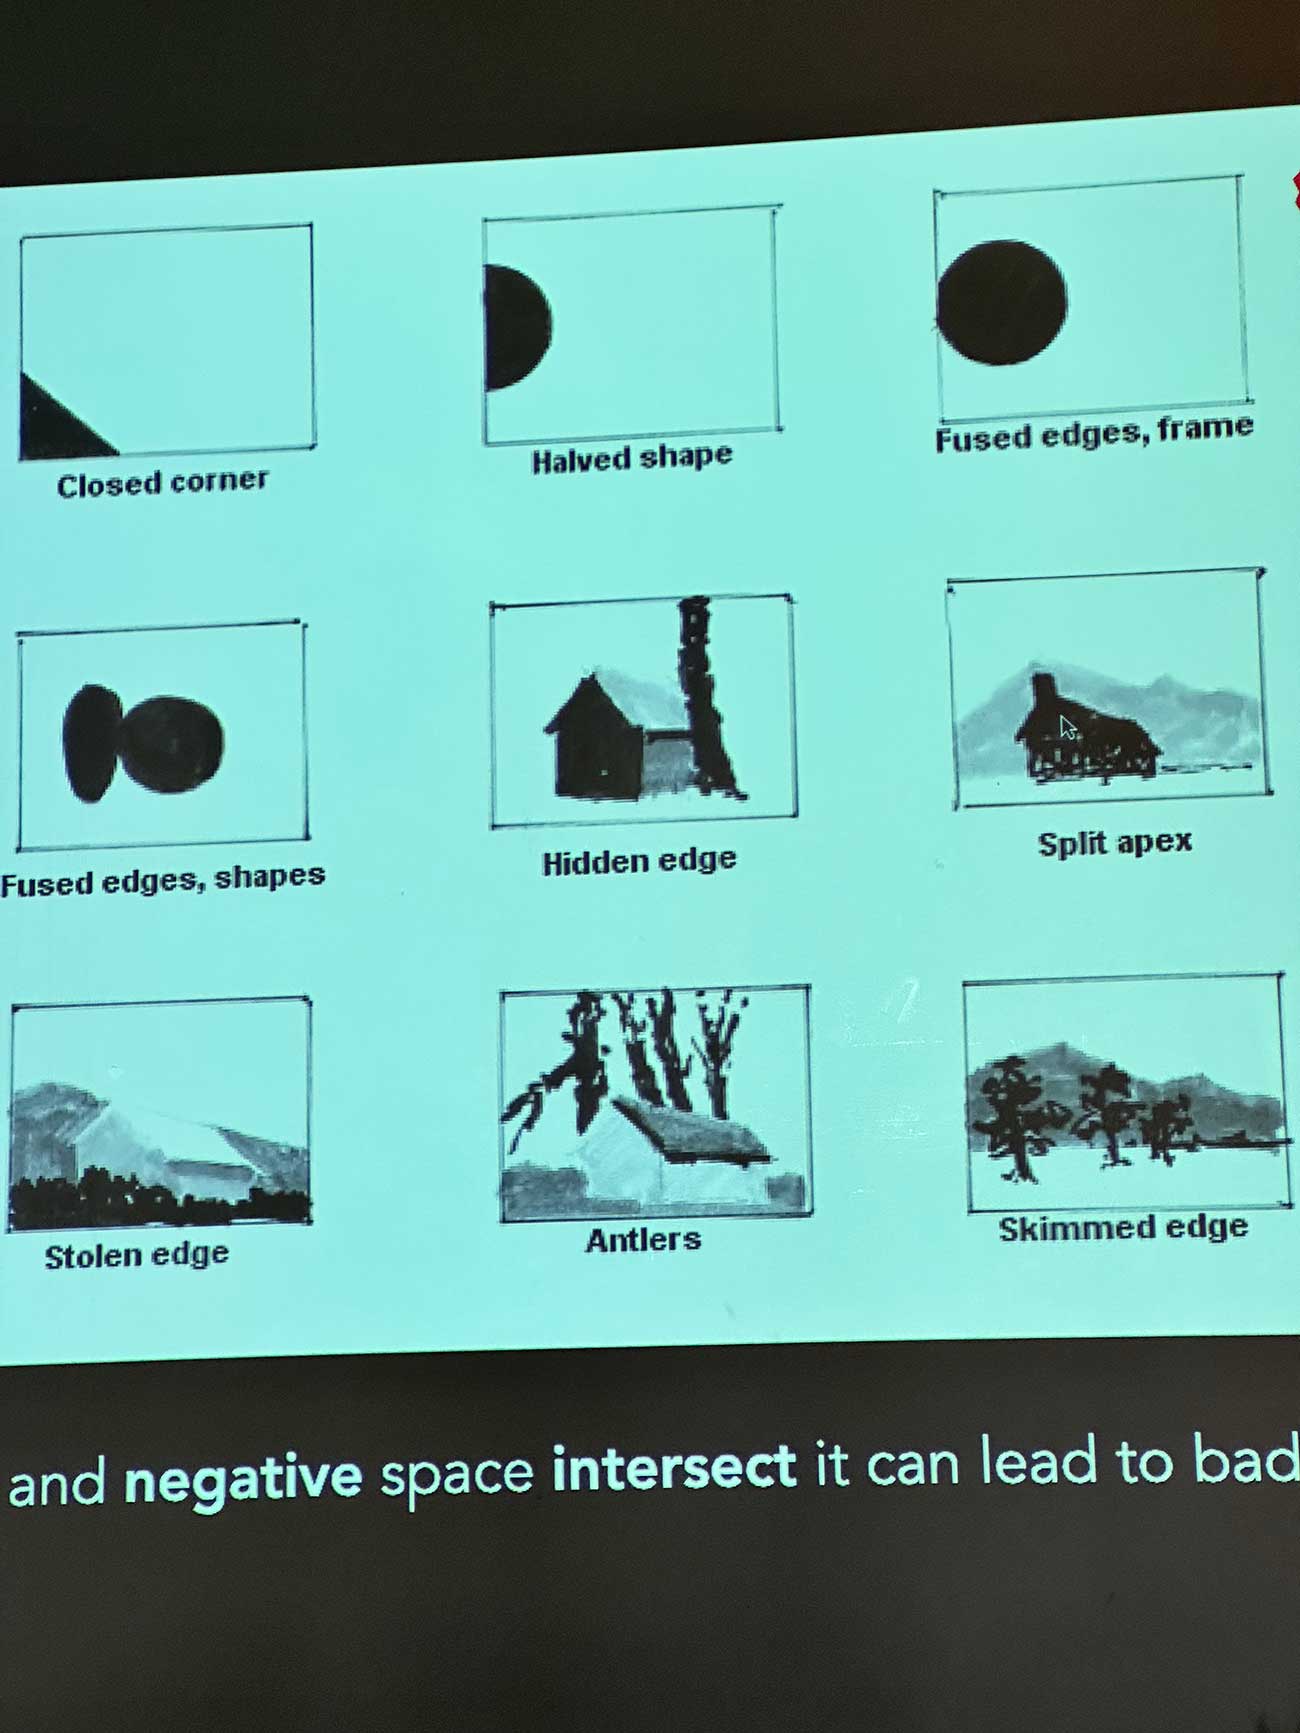 Closed corner
Halved shape
Fused edges, frame
Fused edges, shapes
Hidden edge
Split apex
Stolen edge
Antlers
Skimmed edge
and negative space intersect it can lead to bad